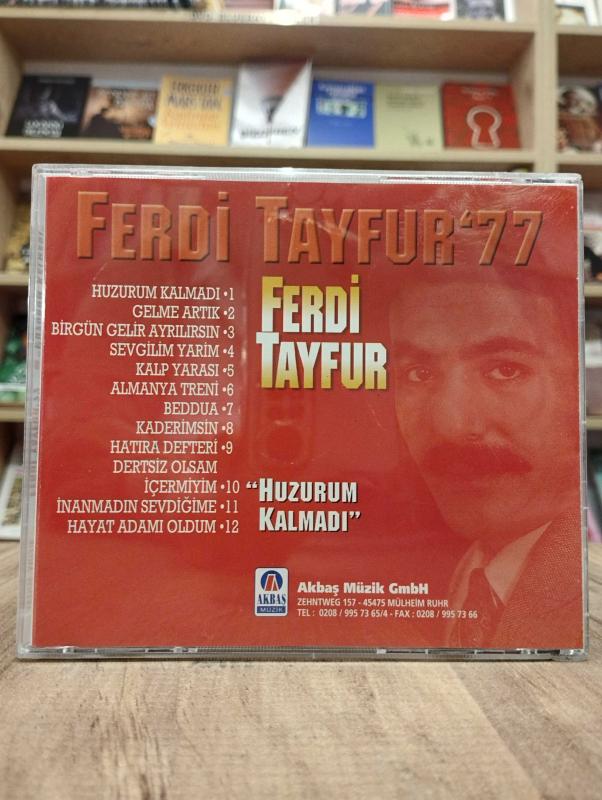 FERDİ TAYFUR'77
HUZURUM KALMADI •1
GELME ARTIK •2
BİRGÜN GELİR AYRILIRSIN •3
SEVGİLİM YARİM •4
KALP YARASI •5
ALMANYA TRENİ •6
BEDDUA •7
KADERİMSİN •8
HATIRA DEFTERİ •9
DERTSİZ OLSAM
İÇERMİYİM •10
İNANMADIN SEVDİĞİME •11
HAYAT ADAMI OLDUM •12
FERDİ
TAYFUR
"HUZURUM
KALMADI"
AKBAŞ
MÜZİK
Akbaş Müzik GmbH
ZEHNTWEG 157 - 45475 MÜLHEIM RUHR
TEL : 0208 / 995 73 65/4 - FAX : 0208 / 995 73 66